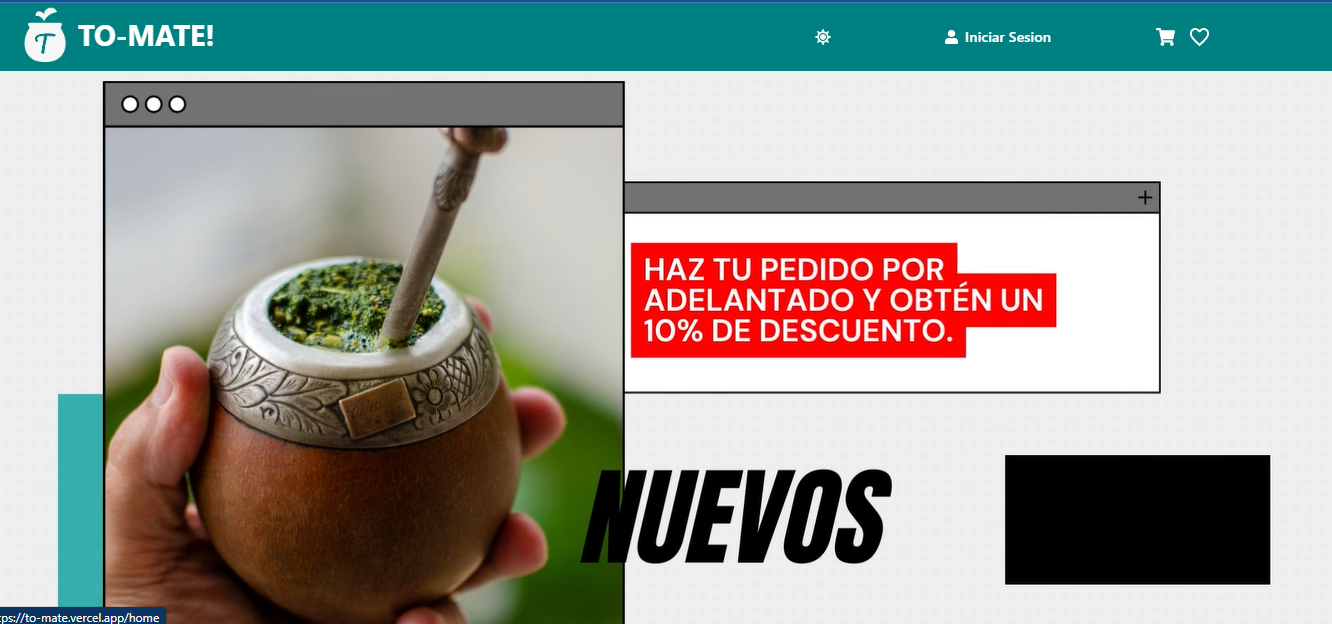 T
TO-MATE!
Iniciar Sesion
HAZ TU PEDIDO POR
ADELANTADO Y OBTÉN UN
10% DE DESCUENTO.
NUEVOS
tps://to-mate.vercel.app/home